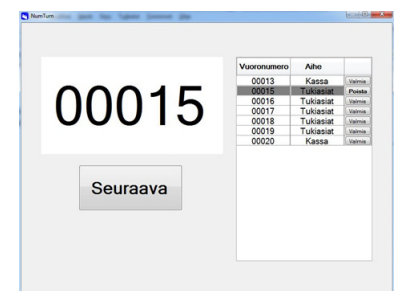 NumTurn
00015
Seuraava
Vuoronumero Aihe
00013 Kassa Valmis
00015 Tukiasiat Poista
00016 Tukiasiat Valmis
00017 Tukiasiat Valmis
00018 Tukiasiat Valmis
00019 Tukiasiat Valmis
00020 Kassa Valmis